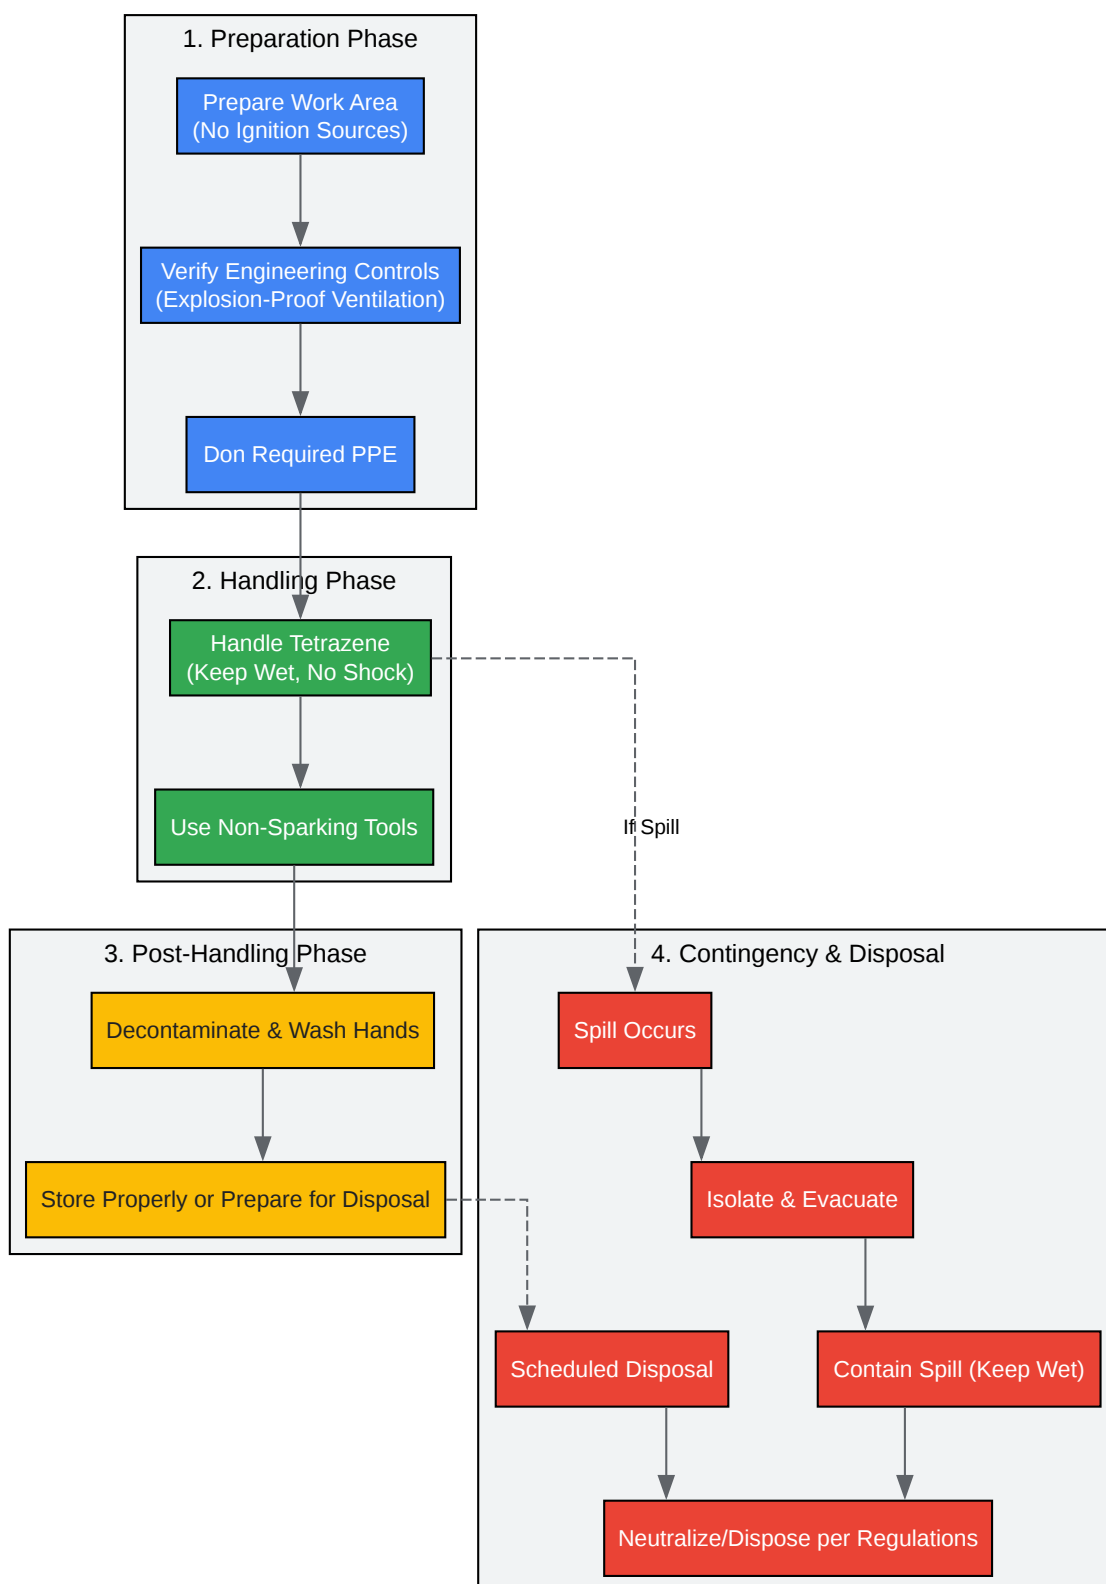 1. Preparation Phase
Prepare Work Area
(No Ignition Sources)
Verify Engineering Controls
(Explosion-Proof Ventilation)
Don Required PPE
2. Handling Phase
Handle Tetrazene
(Keep Wet, No Shock)
Use Non-Sparking Tools
If Spill
3. Post-Handling Phase
Decontaminate & Wash Hands
Store Properly or Prepare for Disposal
4. Contingency & Disposal
Spill Occurs
Isolate & Evacuate
Scheduled Disposal
Contain Spill (Keep Wet)
Neutralize/Dispose per Regulations